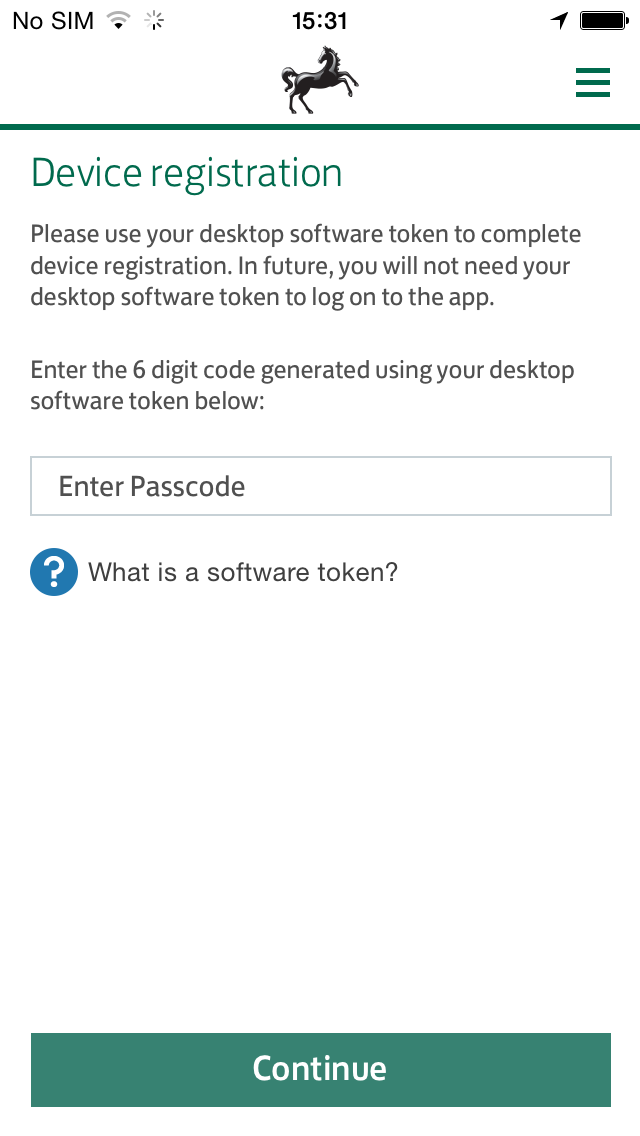 No SIM 15:31
Device registration
Please use your desktop software token to complete
device registration. In future, you will not need your
desktop software token to log on to the app.
Enter the 6 digit code generated using your desktop
software token below:
Enter Passcode
? What is a software token?
Continue